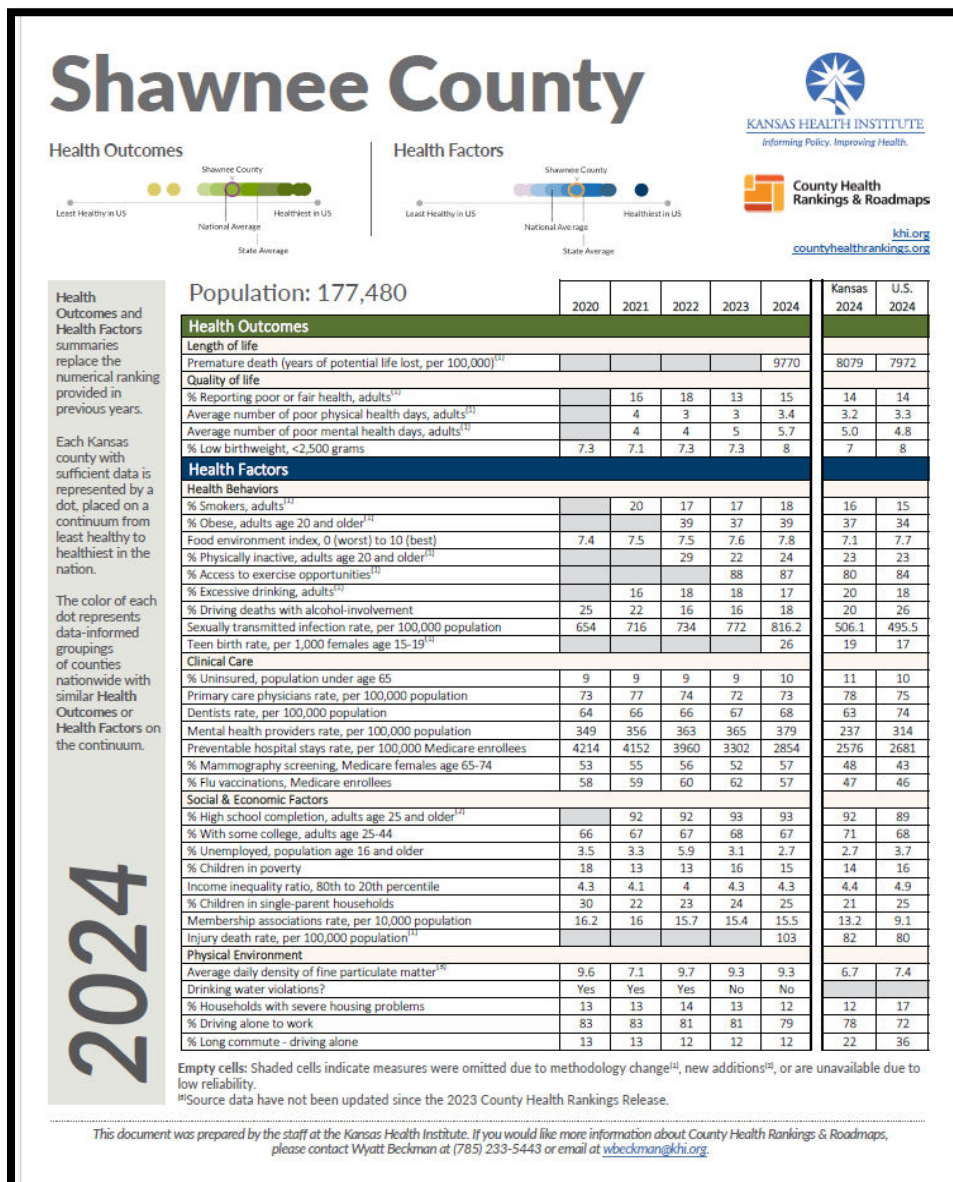 Shawnee County
KANSAS HEALTH INSTITUTE
Informing Policy. Improving Health.
Health Outcomes
Shawnee County
Least Healthy in US
Healthiest in US
National Average
State Average
Health Factors
Shawnee County
Least Healthy in US
Healthiest in US
National Average
State Average
County Health
Rankings & Roadmaps
khi.org
countyhealthrankings.org
Health
Outcomes and
Health Factors
summaries
replace the
numerical ranking
provided in
previous years.
Each Kansas
county with
sufficient data is
represented by a
dot, placed on a
continuum from
least healthy to
healthiest in the
nation.
The color of each
dot represents
data-informed
groupings
of counties
nationwide with
similar Health
Outcomes or
Health Factors on
the continuum.
2024
Population: 177,480 2020 2021 2022 2023 2024 Kansas 2024 U.S. 2024
Health Outcomes
Length of life
Premature death (years of potential life lost, per 100,000)(1) 9770 8079 7972
Quality of life
% Reporting poor or fair health, adults(1) 16 18 13 15 14 14
Average number of poor physical health days, adults(1) 4 3 3 3.4 3.2 3.3
Average number of poor mental health days, adults(1) 4 4 5 5.7 5.0 4.8
% Low birthweight, <2,500 grams 7.3 7.1 7.3 7.3 8 7 8
Health Factors
Health Behaviors
% Smokers, adults(1) 20 17 17 18 16 15
% Obese, adults age 20 and older(1) 39 37 39 37 34
Food environment index, 0 (worst) to 10 (best) 7.4 7.5 7.5 7.6 7.8 7.1 7.7
% Physically inactive, adults age 20 and older(1) 29 22 24 23 23
% Access to exercise opportunities(1) 88 87 80 84
% Excessive drinking, adults(1) 16 18 18 17 20 18
% Driving deaths with alcohol-involvement 25 22 16 16 18 20 26
Sexually transmitted infection rate, per 100,000 population 654 716 734 772 816.2 506.1 495.5
Teen birth rate, per 1,000 females age 15-19(1) 26 19 17
Clinical Care
% Uninsured, population under age 65 9 9 9 9 10 11 10
Primary care physicians rate, per 100,000 population 73 77 74 72 73 78 75
Dentists rate, per 100,000 population 64 66 66 67 68 63 74
Mental health providers rate, per 100,000 population 349 356 363 365 379 237 314
Preventable hospital stays rate, per 100,000 Medicare enrollees 4214 4152 3960 3302 2854 2576 2681
% Mammography screening, Medicare females age 65-74 53 55 56 52 57 48 43
% Flu vaccinations, Medicare enrollees 58 59 60 62 57 47 46
Social & Economic Factors
% High school completion, adults age 25 and older(2) 92 92 93 93 92 89
% With some college, adults age 25-44 66 67 67 68 67 71 68
% Unemployed, population age 16 and older 3.5 3.3 5.9 3.1 2.7 2.7 3.7
% Children in poverty 18 13 13 16 15 14 16
Income inequality ratio, 80th to 20th percentile 4.3 4.1 4 4.3 4.3 4.4 4.9
% Children in single-parent households 30 22 23 24 25 21 25
Membership associations rate, per 10,000 population 16.2 16 15.7 15.4 15.5 13.2 9.1
Injury death rate, per 100,000 population(1) 103 82 80
Physical Environment
Average daily density of fine particulate matter(s) 9.6 7.1 9.7 9.3 9.3 6.7 7.4
Drinking water violations? Yes Yes Yes No No
% Households with severe housing problems 13 13 14 13 12 12 17
% Driving alone to work 83 83 81 81 79 78 72
% Long commute - driving alone 13 13 12 12 12 22 36
Empty cells: Shaded cells indicate measures were omitted due to methodology change(1), new additions(2), or are unavailable due to
low reliability.
(s)Source data have not been updated since the 2023 County Health Rankings Release.
This document was prepared by the staff at the Kansas Health Institute. If you would like more information about County Health Rankings & Roadmaps,
please contact Wyatt Beckman at (785) 233-5443 or email at wbeckman@khi.org.